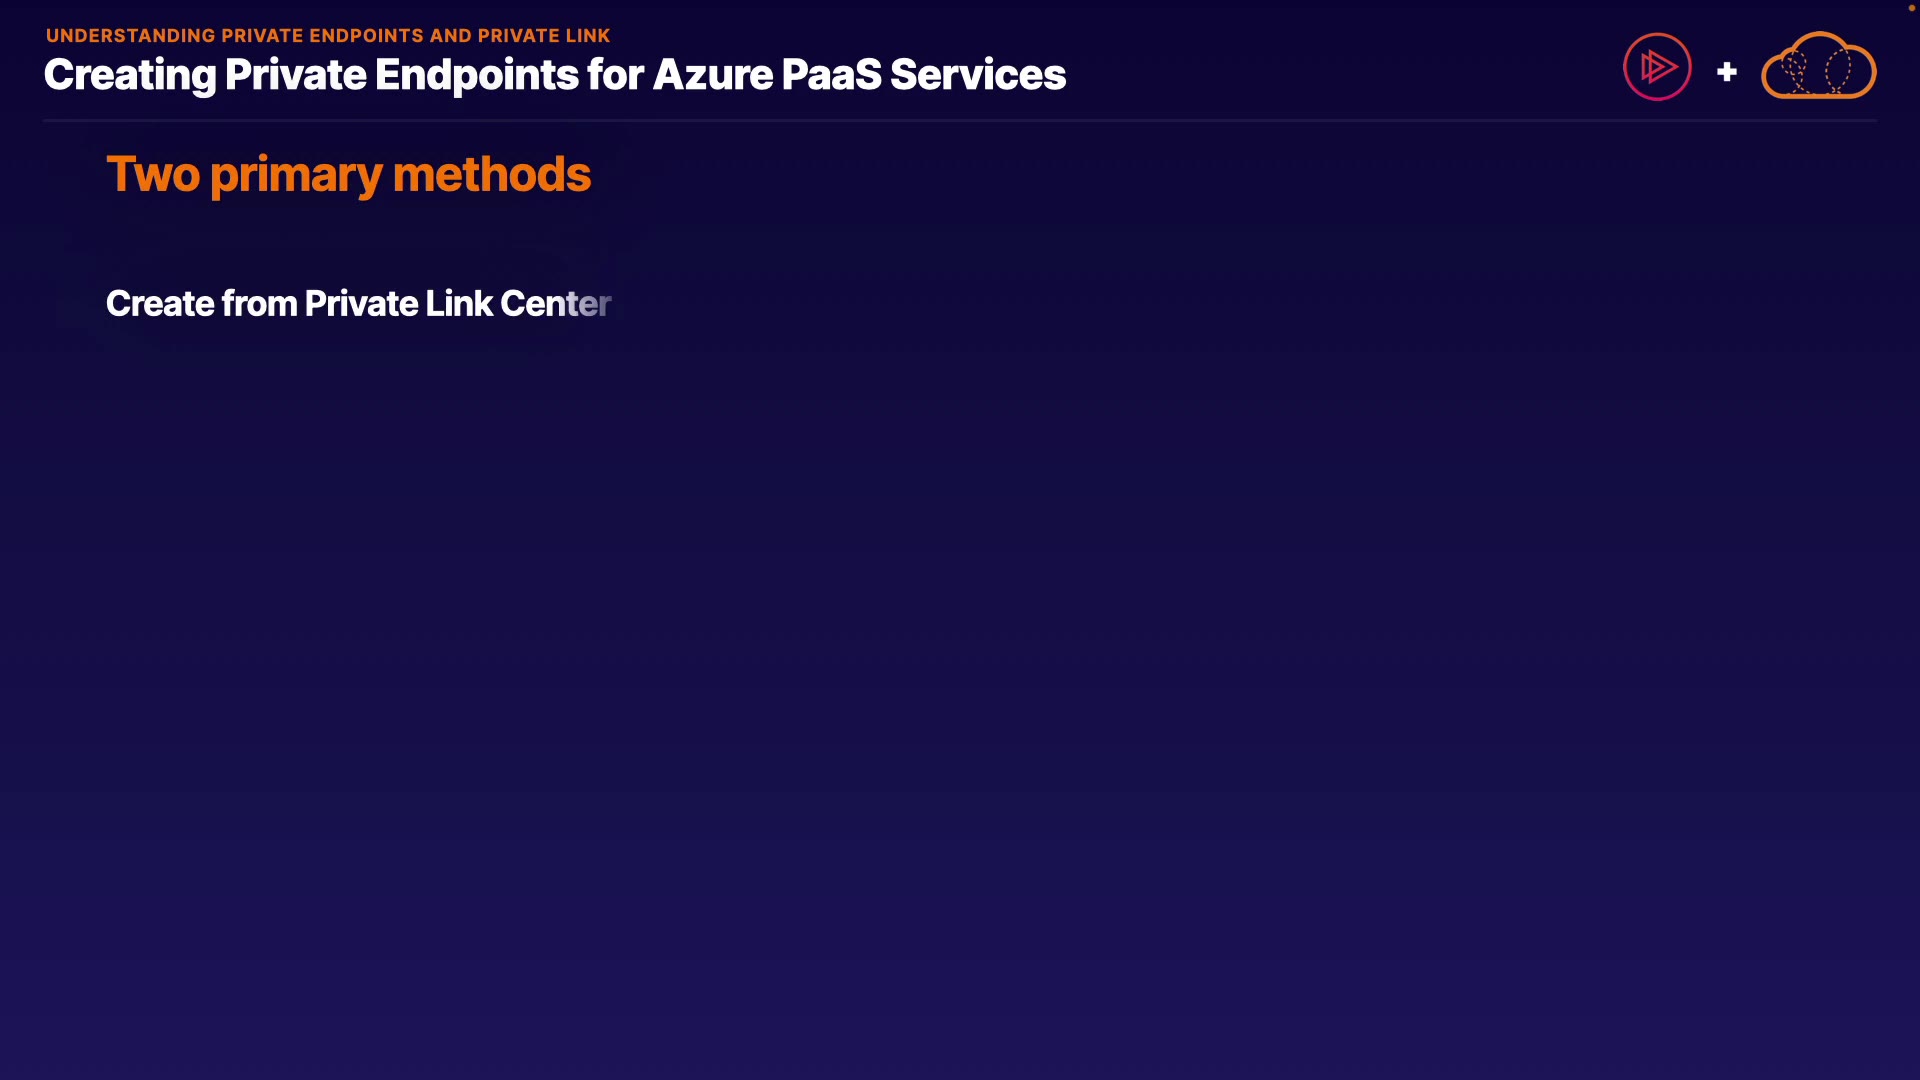 UNDERSTANDING PRIVATE ENDPOINTS AND PRIVATE LINK
Creating Private Endpoints for Azure PaaS Services
+
Two primary methods
Create from Private Link Center